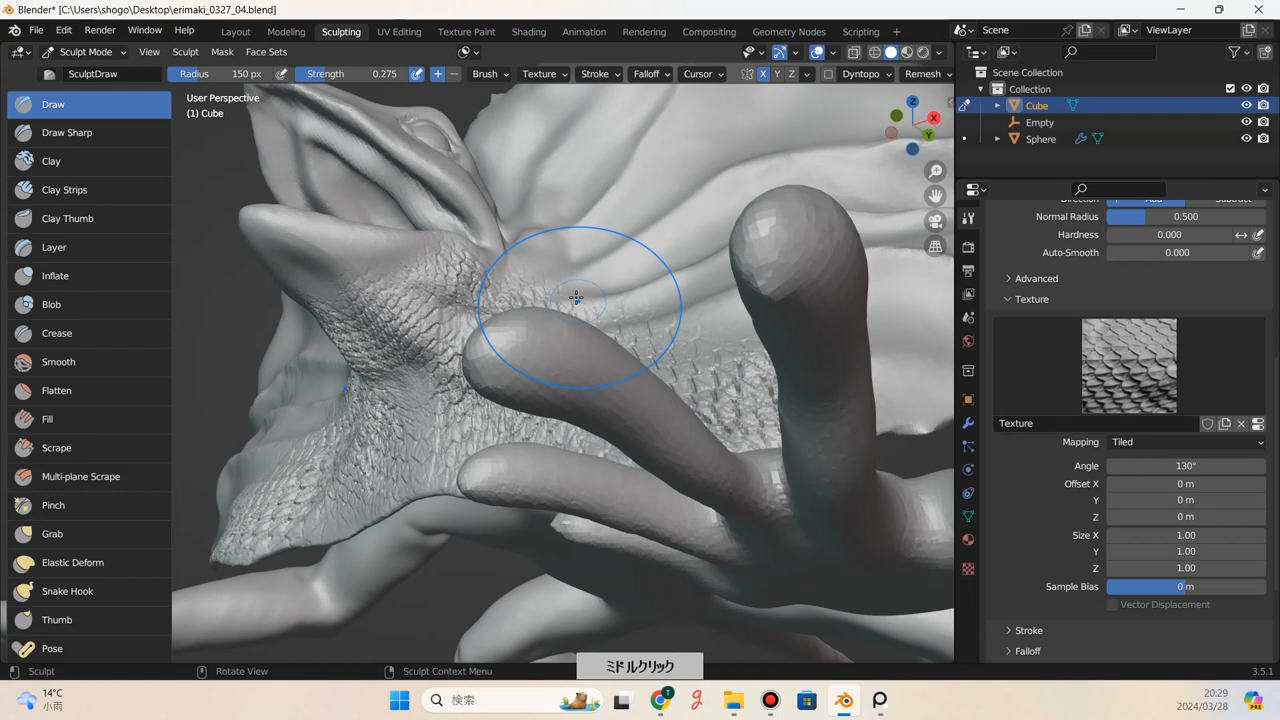 Blender* [C:\Users\shogo\Desktop\erimaki_0327_04.blend]
File Edit Render Window Help Layout Modeling Sculpting UV Editing Texture Paint Shading Animation Rendering Compositing Geometry Nodes Scripting Scene ViewLayer
Sculpt Mode View Sculpt Mask Face Sets
SculptDraw Radius 150 px Strength 0.275 Brush Texture Stroke Falloff Cursor X Y Z Dyntopo Remesh
Draw
Draw Sharp
Clay
Clay Strips
Clay Thumb
Layer
Inflate
Blob
Crease
Smooth
Flatten
Fill
Scrape
Multi-plane Scrape
Pinch
Grab
Elastic Deform
Snake Hook
Thumb
Pose
User Perspective
(1) Cube
Z
X
Y
Scene Collection
Collection
Cube
Empty
Sphere
Normal Radius 0.500
Hardness 0.000
Auto-Smooth 0.000
Advanced
Texture
Texture
Mapping Tiled
Angle 130°
Offset X 0 m
Y 0 m
Z 0 m
Size X 1.00
Y 1.00
Z 1.00
Sample Bias 0 m
Vector Displacement
Stroke
Falloff
ミドルクリック
Sculpt Rotate View Sculpt Context Menu 3.5.1
14°C
小雨
検索
T
g
PRE
20:29
2024/03/28